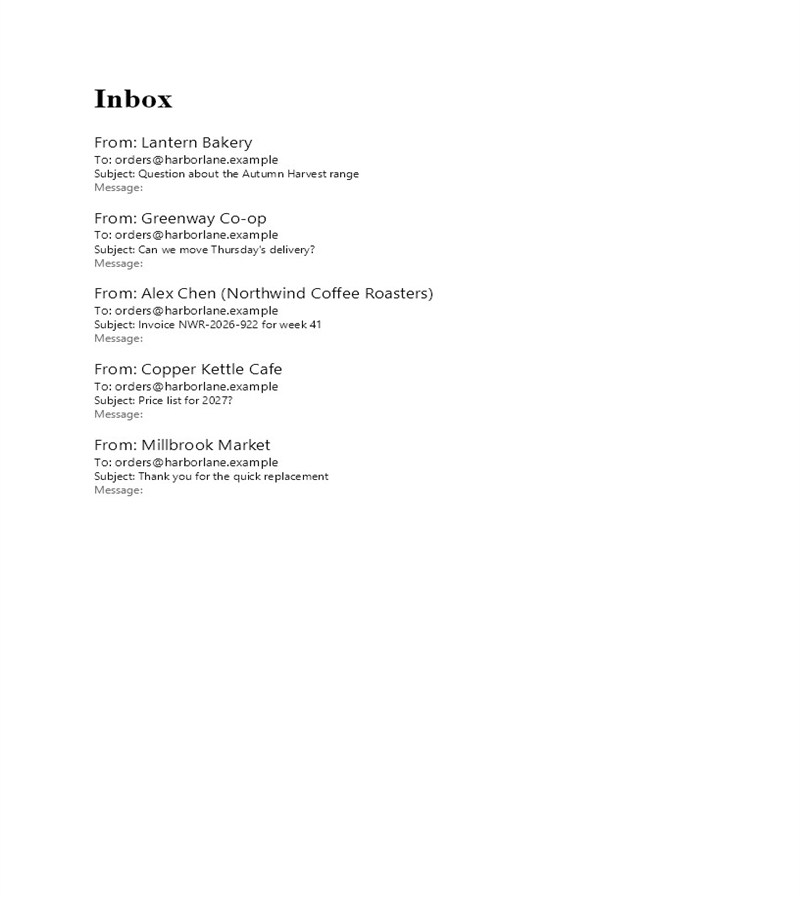 Inbox
From: Lantern Bakery
To: orders@harborlane.example
Subject: Question about the Autumn Harvest range
Message:
From: Greenway Co-op
To: orders@harborlane.example
Subject: Can we move Thursday's delivery?
Message:
From: Alex Chen (Northwind Coffee Roasters)
To: orders@harborlane.example
Subject: Invoice NWR-2026-922 for week 41
Message:
From: Copper Kettle Cafe
To: orders@harborlane.example
Subject: Price list for 2027?
Message:
From: Millbrook Market
To: orders@harborlane.example
Subject: Thank you for the quick replacement
Message: